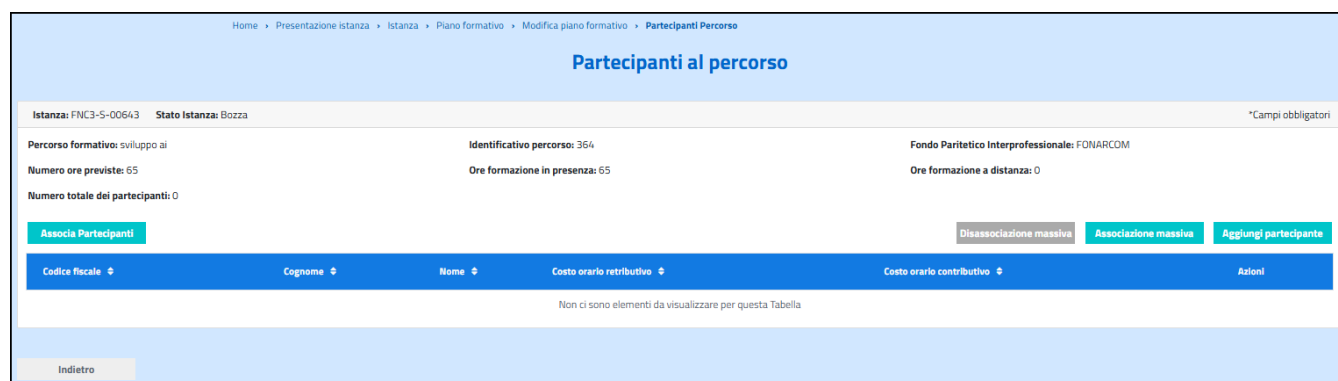 Home › Presentazione istanza › Istanza › Piano formativo › Modifica piano formativo › Partecipanti Percorso
Partecipanti al percorso
Istanza: FNC3-S-00643 Stato Istanza: Bozza *Campi obbligatori
Percorso formativo: sviluppo ai Identificativo percorso: 364 Fondo Paritetico Interprofessionale: FONARCOM
Numero ore previste: 65 Ore formazione in presenza: 65 Ore formazione a distanza: 0
Numero totale dei partecipanti: 0
Associa Partecipanti Disassociazione massiva Associazione massiva Aggiungi partecipante
Codice fiscale Cognome Nome Costo orario retributivo Costo orario contributivo Azioni
Non ci sono elementi da visualizzare per questa Tabella
Indietro